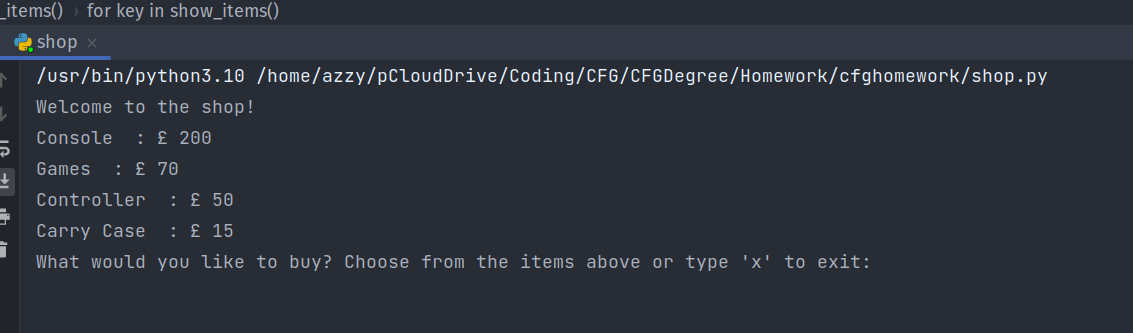 _items() › for key in show_items()
shop ×
/usr/bin/python3.10 /home/azzy/pCloudDrive/Coding/CFG/CFGDegree/Homework/cfghomework/shop.py
Welcome to the shop!
Console  : £ 200
Games  : £ 70
Controller  : £ 50
Carry Case  : £ 15
What would you like to buy? Choose from the items above or type 'x' to exit: